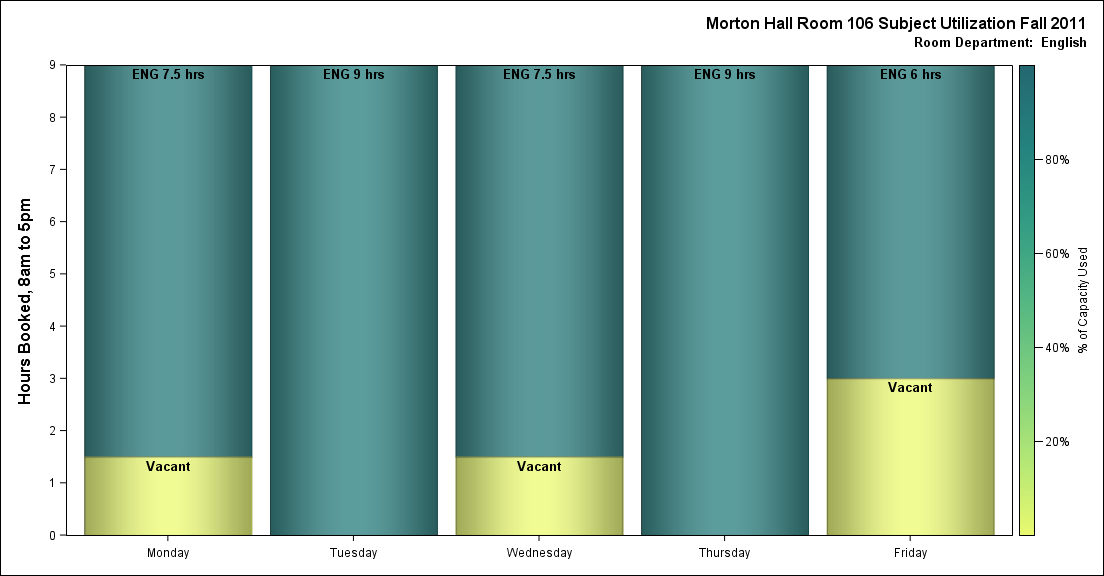 Morton Hall Room 106 Subject Utilization Fall 2011
Room Department:  English
Hours Booked, 8am to 5pm
9
8
7
6
5
4
3
2
1
0
ENG 7.5 hrs
ENG 9 hrs
ENG 7.5 hrs
ENG 9 hrs
ENG 6 hrs
Vacant
Vacant
Vacant
Monday
Tuesday
Wednesday
Thursday
Friday
80%
60%
40%
20%
% of Capacity Used